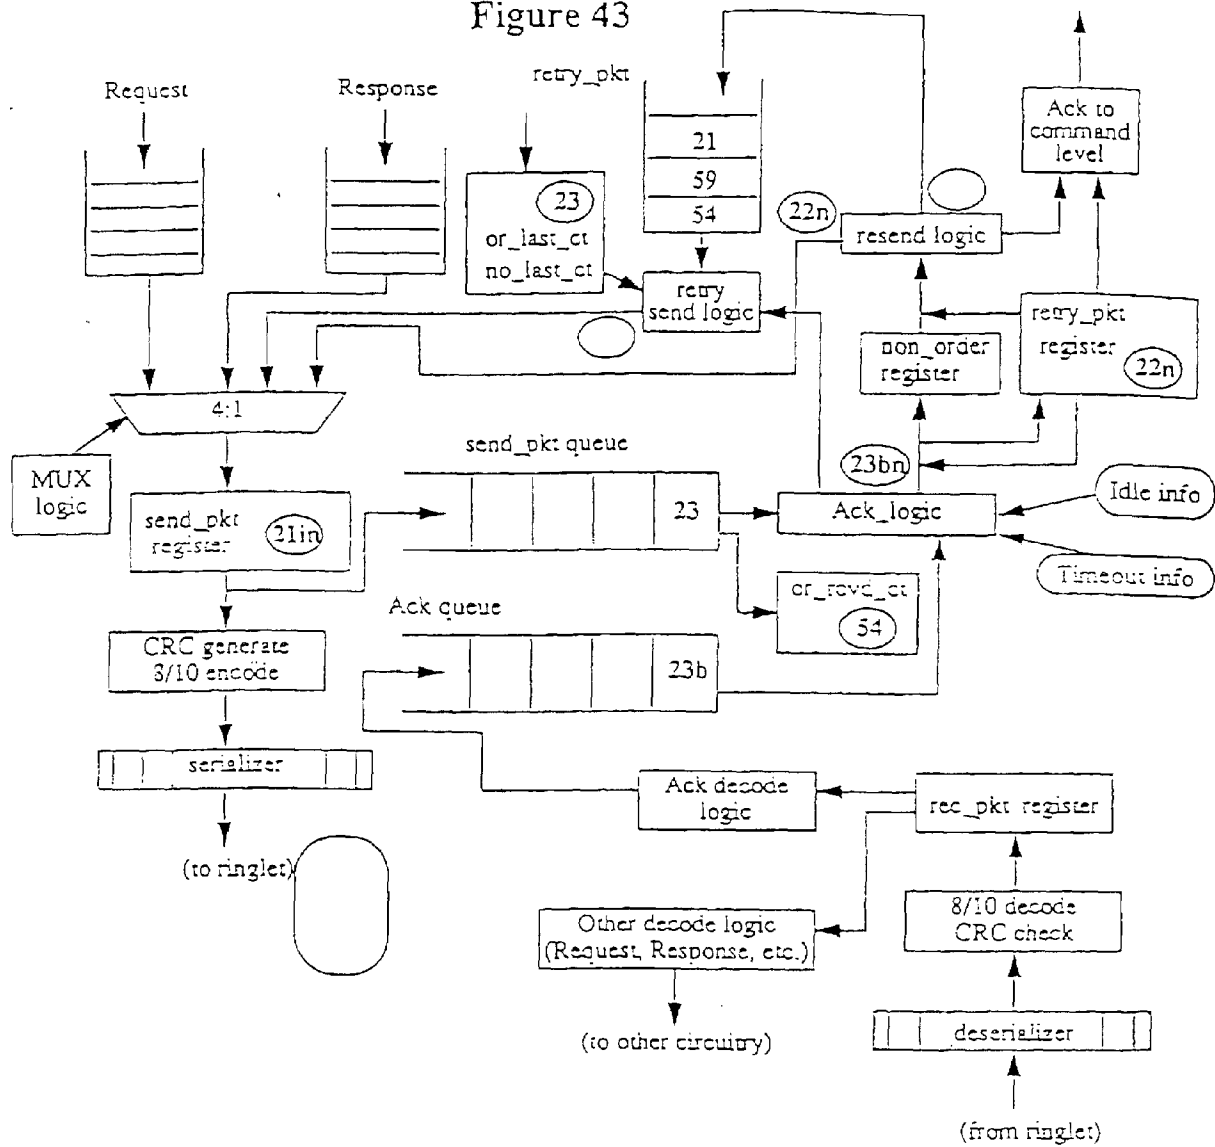 Figure 43
Request
Response
retry_pkt
21
59
54
23
or_last_ct
no_last_ct
22n
Ack to
command
level
resend logic
retry
send logic
retry_pkt
register
22n
non_order
register
4:1
MUX
logic
send_pkt queue
23bn
Idle info
send_pkt
register
21in
23
Ack_logic
Timeout info
or_rcvd_ct
54
Ack queue
CRC generate
8/10 encode
23b
serializer
Ack decode
logic
rec_pkt register
(to ringlet)
8/10 decode
CRC check
Other decode logic
(Request, Response, etc.)
deserializer
(to other circuitry)
(from ringlet)